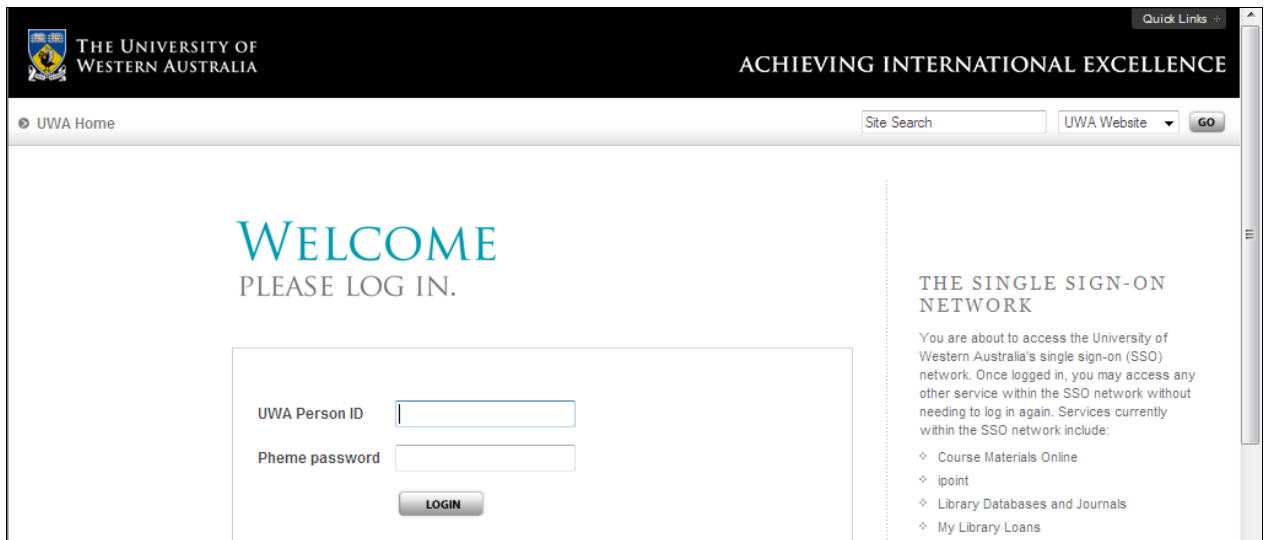 Quick Links
THE UNIVERSITY OF
WESTERN AUSTRALIA
ACHIEVING INTERNATIONAL EXCELLENCE
UWA Home
Site Search
UWA Website
GO
WELCOME
PLEASE LOG IN.
UWA Person ID
Pheme password
LOGIN
THE SINGLE SIGN-ON
NETWORK
You are about to access the University of
Western Australia's single sign-on (SSO)
network. Once logged in, you may access any
other service within the SSO network without
needing to log in again. Services currently
within the SSO network include:
Course Materials Online
ipoint
Library Databases and Journals
My Library Loans